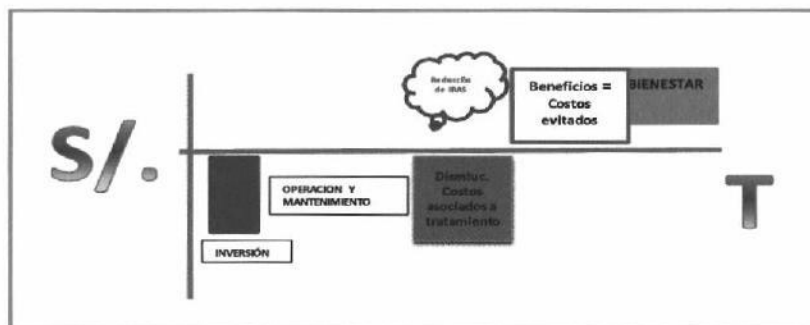 S/.
Reducción
de IRAS
Beneficios =
Costos
evitados
BIENESTAR
OPERACION Y
MANTENIMIENTO
Disminuc.
Costos
asociados a
tratamiento
INVERSIÓN
T